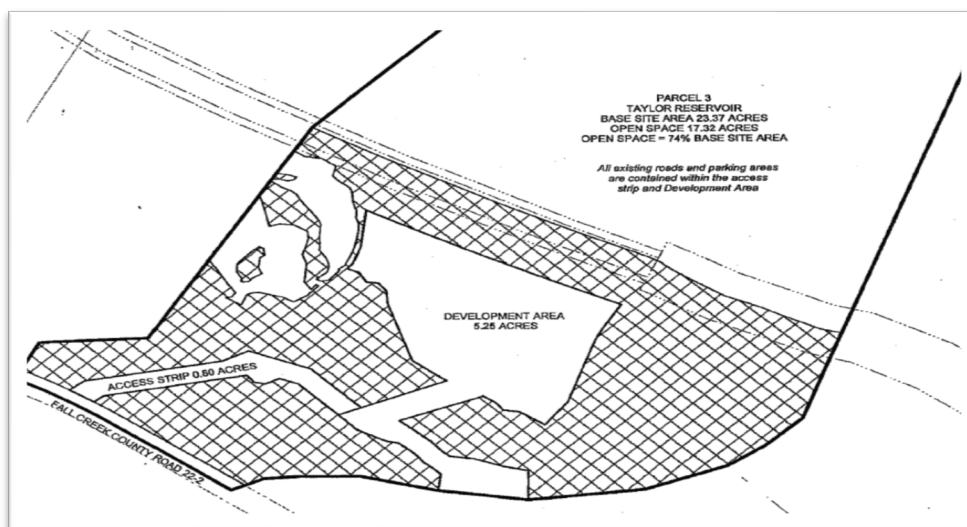 PARCEL 3
TAYLOR RESERVOIR
BASE SITE AREA 23.37 ACRES
OPEN SPACE 17.32 ACRES
OPEN SPACE = 74% BASE SITE AREA
All existing roads and parking areas
are contained within the access
strip and Development Area
DEVELOPMENT AREA
5.25 ACRES
ACCESS STRIP 0.60 ACRES
FALL CREEK COUNTY ROAD 22-2